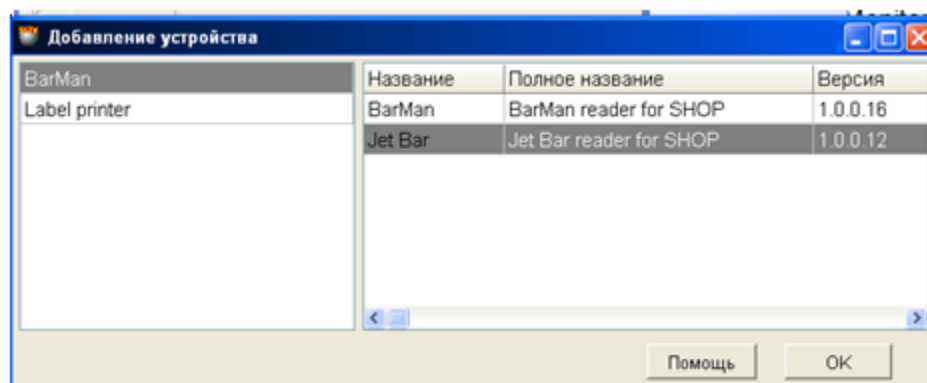 Monitor
Добавление устройства
BarMan
Label printer
Название Полное название Версия
BarMan BarMan reader for SHOP 1.0.0.16
Jet Bar Jet Bar reader for SHOP 1.0.0.12
Помощь OK